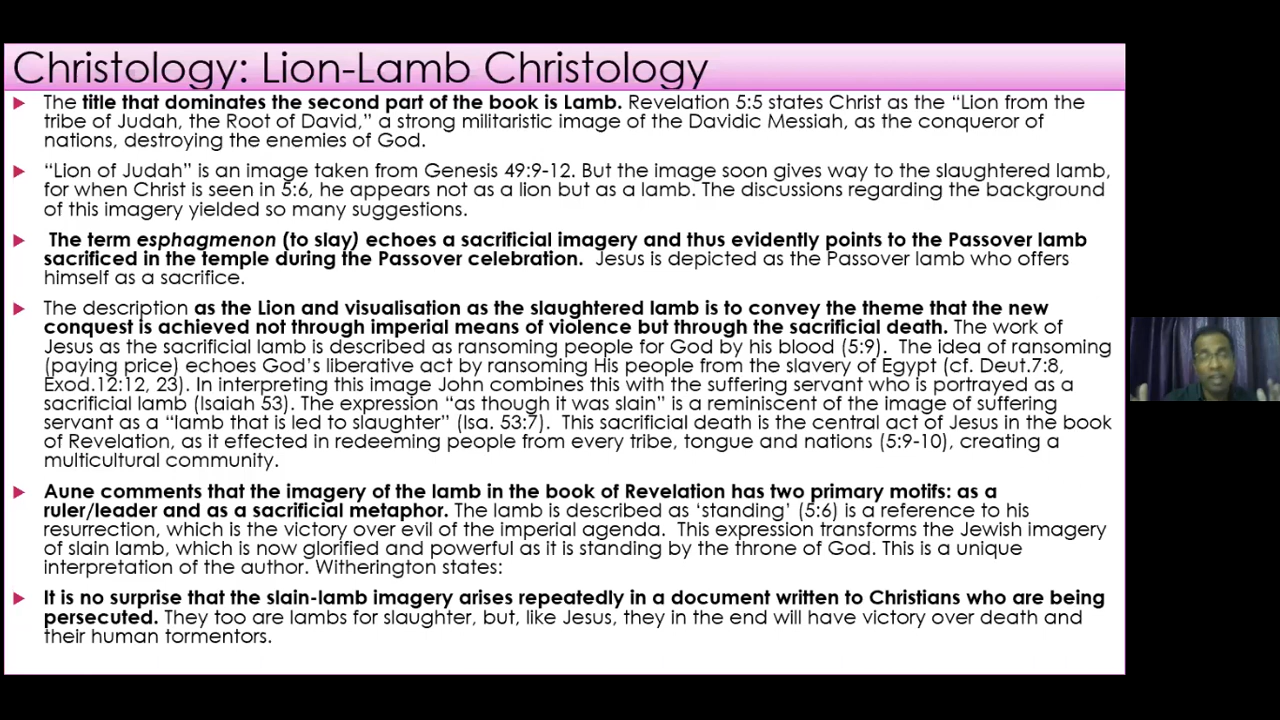 Christology: Lion-Lamb Christology
The title that dominates the second part of the book is Lamb. Revelation 5:5 states Christ as the “Lion from the
tribe of Judah, the Root of David,” a strong militaristic image of the Davidic Messiah, as the conqueror of
nations, destroying the enemies of God.
“Lion of Judah” is an image taken from Genesis 49:9-12. But the image soon gives way to the slaughtered lamb,
for when Christ is seen in 5:6, he appears not as a lion but as a lamb. The discussions regarding the background
of this imagery yielded so many suggestions.
The term esphagmenon (to slay) echoes a sacrificial imagery and thus evidently points to the Passover lamb
sacrificed in the temple during the Passover celebration. Jesus is depicted as the Passover lamb who offers
himself as a sacrifice.
The description as the Lion and visualisation as the slaughtered lamb is to convey the theme that the new
conquest is achieved not through imperial means of violence but through the sacrificial death. The work of
Jesus as the sacrificial lamb is described as ransoming people for God by his blood (5:9). The idea of ransoming
(paying price) echoes God’s liberative act by ransoming His people from the slavery of Egypt (cf. Deut.7:8,
Exod.12:12, 23). In interpreting this image John combines this with the suffering servant who is portrayed as a
sacrificial lamb (Isaiah 53). The expression “as though it was slain” is a reminiscent of the image of suffering
servant as a “lamb that is led to slaughter” (Isa. 53:7). This sacrificial death is the central act of Jesus in the book
of Revelation, as it effected in redeeming people from every tribe, tongue and nations (5:9-10), creating a
multicultural community.
Aune comments that the imagery of the lamb in the book of Revelation has two primary motifs: as a
ruler/leader and as a sacrificial metaphor. The lamb is described as ‘standing’ (5:6) is a reference to his
resurrection, which is the victory over evil of the imperial agenda. This expression transforms the Jewish imagery
of slain lamb, which is now glorified and powerful as it is standing by the throne of God. This is a unique
interpretation of the author. Witherington states:
It is no surprise that the slain-lamb imagery arises repeatedly in a document written to Christians who are being
persecuted. They too are lambs for slaughter, but, like Jesus, they in the end will have victory over death and
their human tormentors.